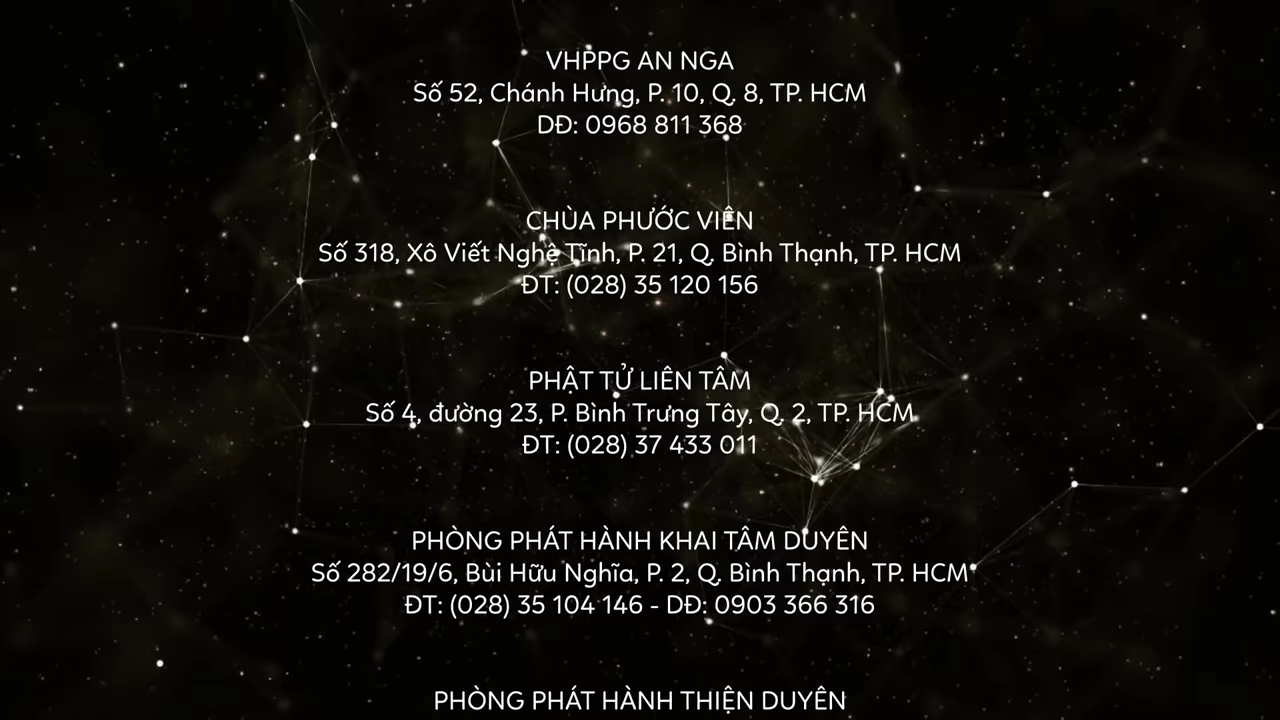 VHPPG AN NGA
Số 52, Chánh Hưng, P. 10, Q. 8, TP. HCM
DĐ: 0968 811 368
CHÙA PHƯỚC VIÊN
Số 318, Xô Viết Nghệ Tĩnh, P. 21, Q. Bình Thạnh, TP. HCM
ĐT: (028) 35 120 156
PHẬT TỬ LIÊN TÂM
Số 4, đường 23, P. Bình Trưng Tây, Q. 2, TP. HCM
ĐT: (028) 37 433 011
PHÒNG PHÁT HÀNH KHAI TÂM DUYÊN
Số 282/19/6, Bùi Hữu Nghĩa, P. 2, Q. Bình Thạnh, TP. HCM
ĐT: (028) 35 104 146 - DĐ: 0903 366 316
PHÒNG PHÁT HÀNH THIỆN DUYÊN